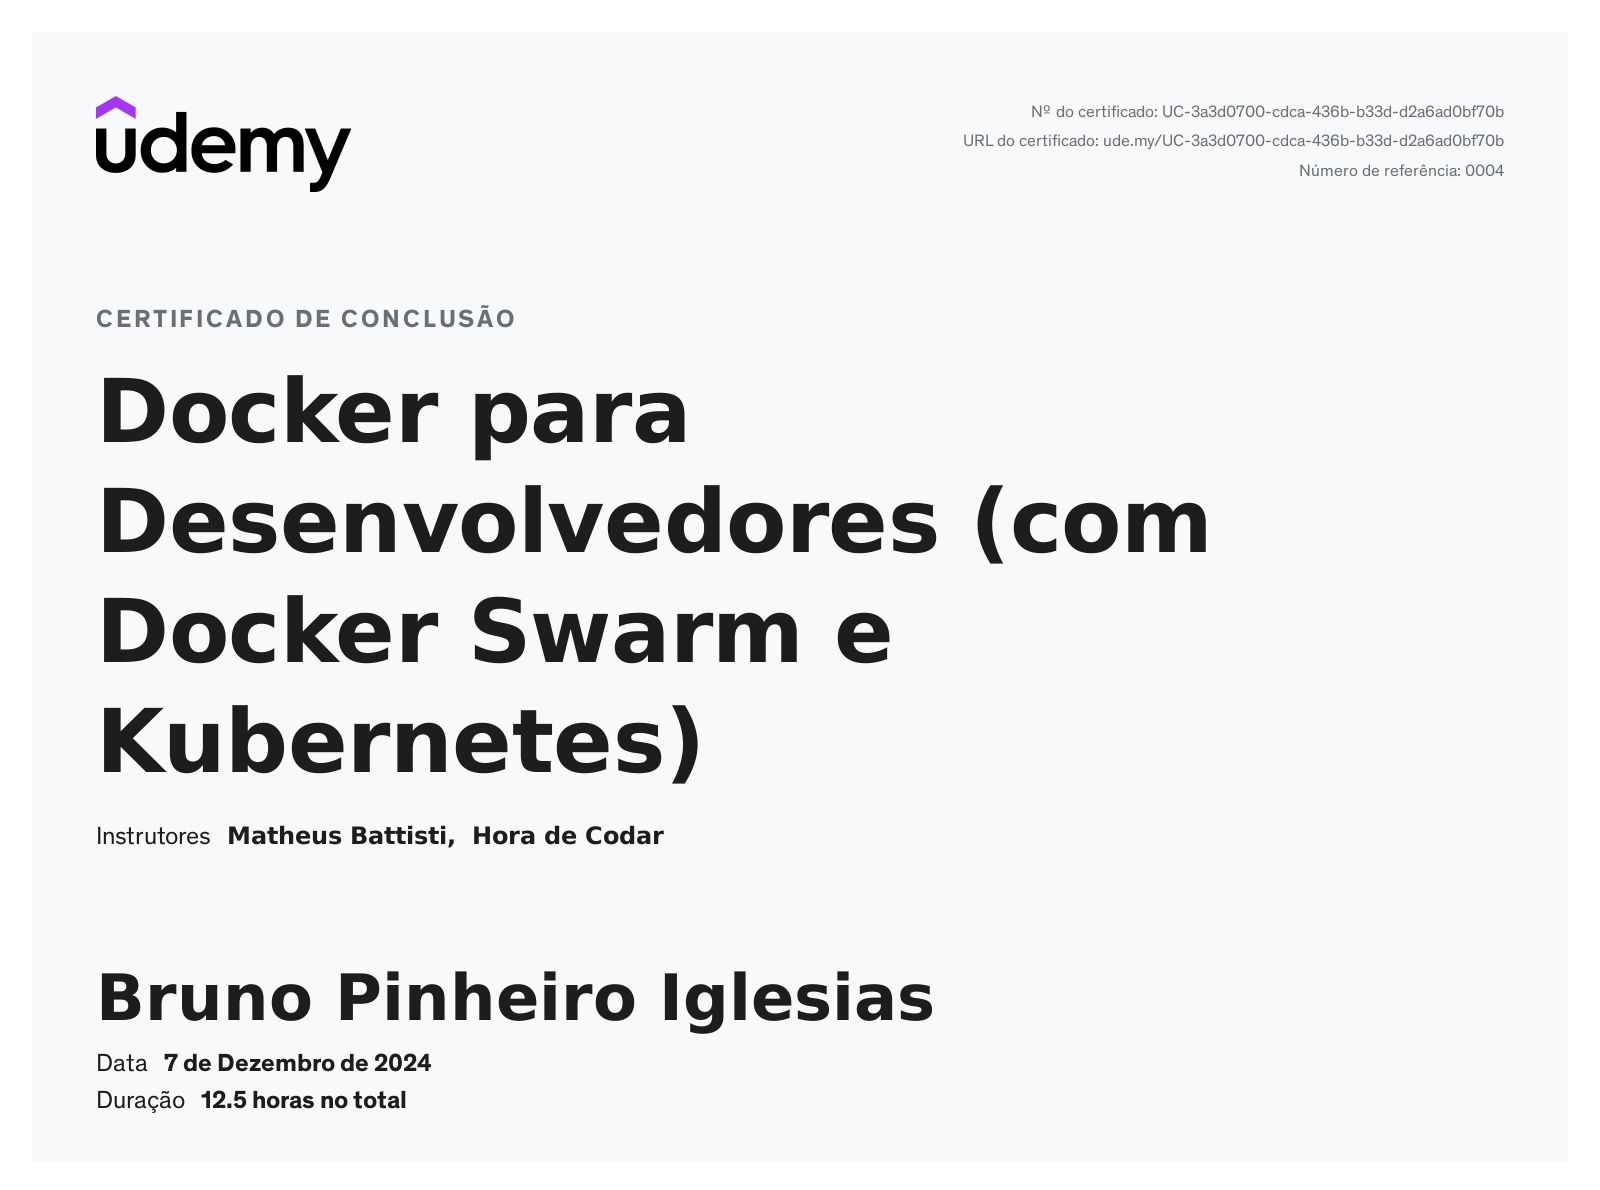 udemy
Nº do certificado: UC-3a3d0700-cdca-436b-b33d-d2a6ad0bf70b
URL do certificado: ude.my/UC-3a3d0700-cdca-436b-b33d-d2a6ad0bf70b
Número de referência: 0004
CERTIFICADO DE CONCLUSÃO
Docker para
Desenvolvedores (com
Docker Swarm e
Kubernetes)
Instrutores Matheus Battisti, Hora de Codar
Bruno Pinheiro Iglesias
Data 7 de Dezembro de 2024
Duração 12.5 horas no total